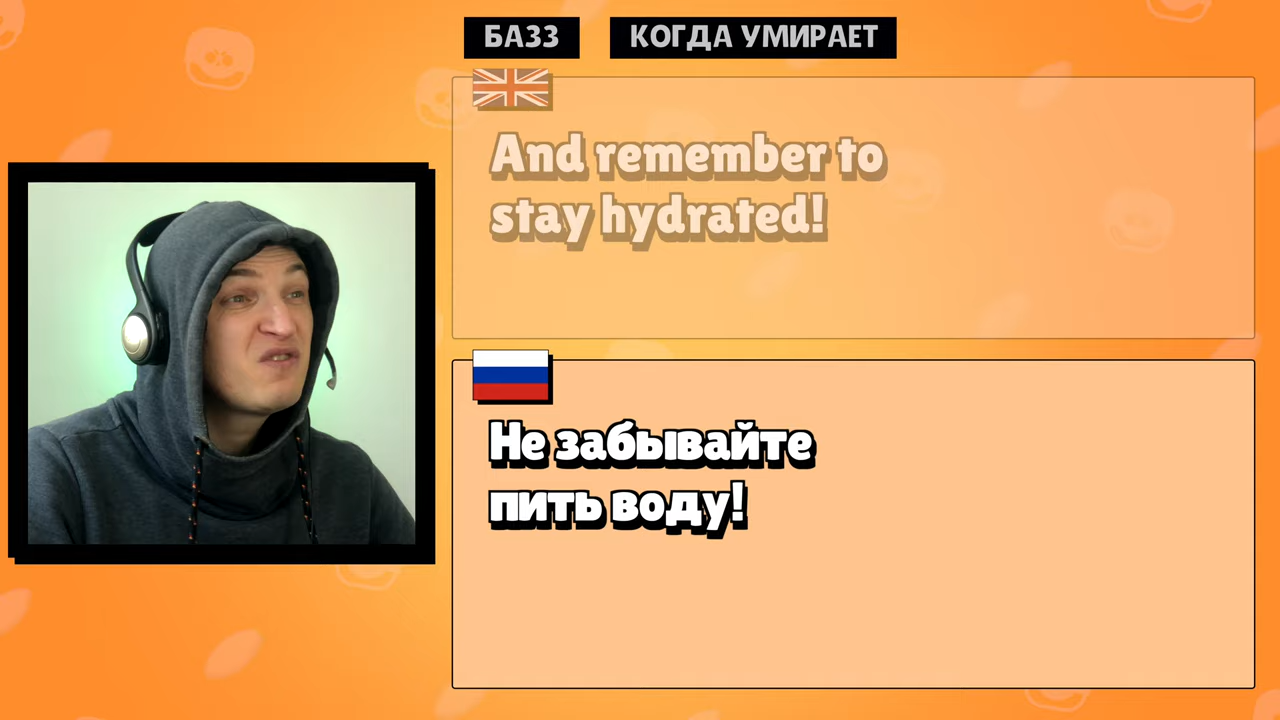 БАЗЗ
КОГДА УМИРАЕТ
And remember to
stay hydrated!
Не забывайте
пить воду!